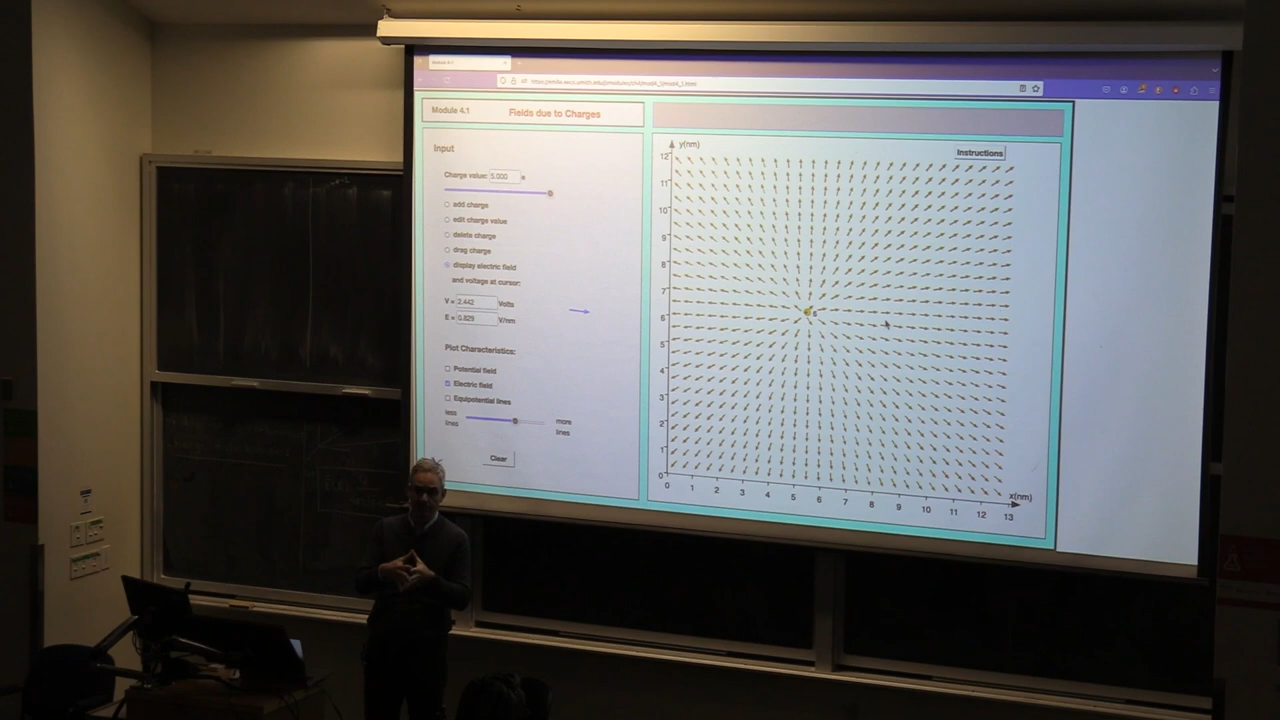 Module 4.1
Module 4.1
Fields due to Charges
Input
Charge value: 5.000 e
add charge
edit charge value
delete charge
drag charge
display electric field
and voltage at cursor:
V = 2.442 Volts
E = 0.829 V/nm
Plot Characteristics:
Potential field
Electric field
Equipotential lines
less lines
more lines
Clear
Instructions
y(nm)
12
11
10
9
8
7
6
5
4
3
2
1
0
0 1 2 3 4 5 6 7 8 9 10 11 12 13
x(nm)